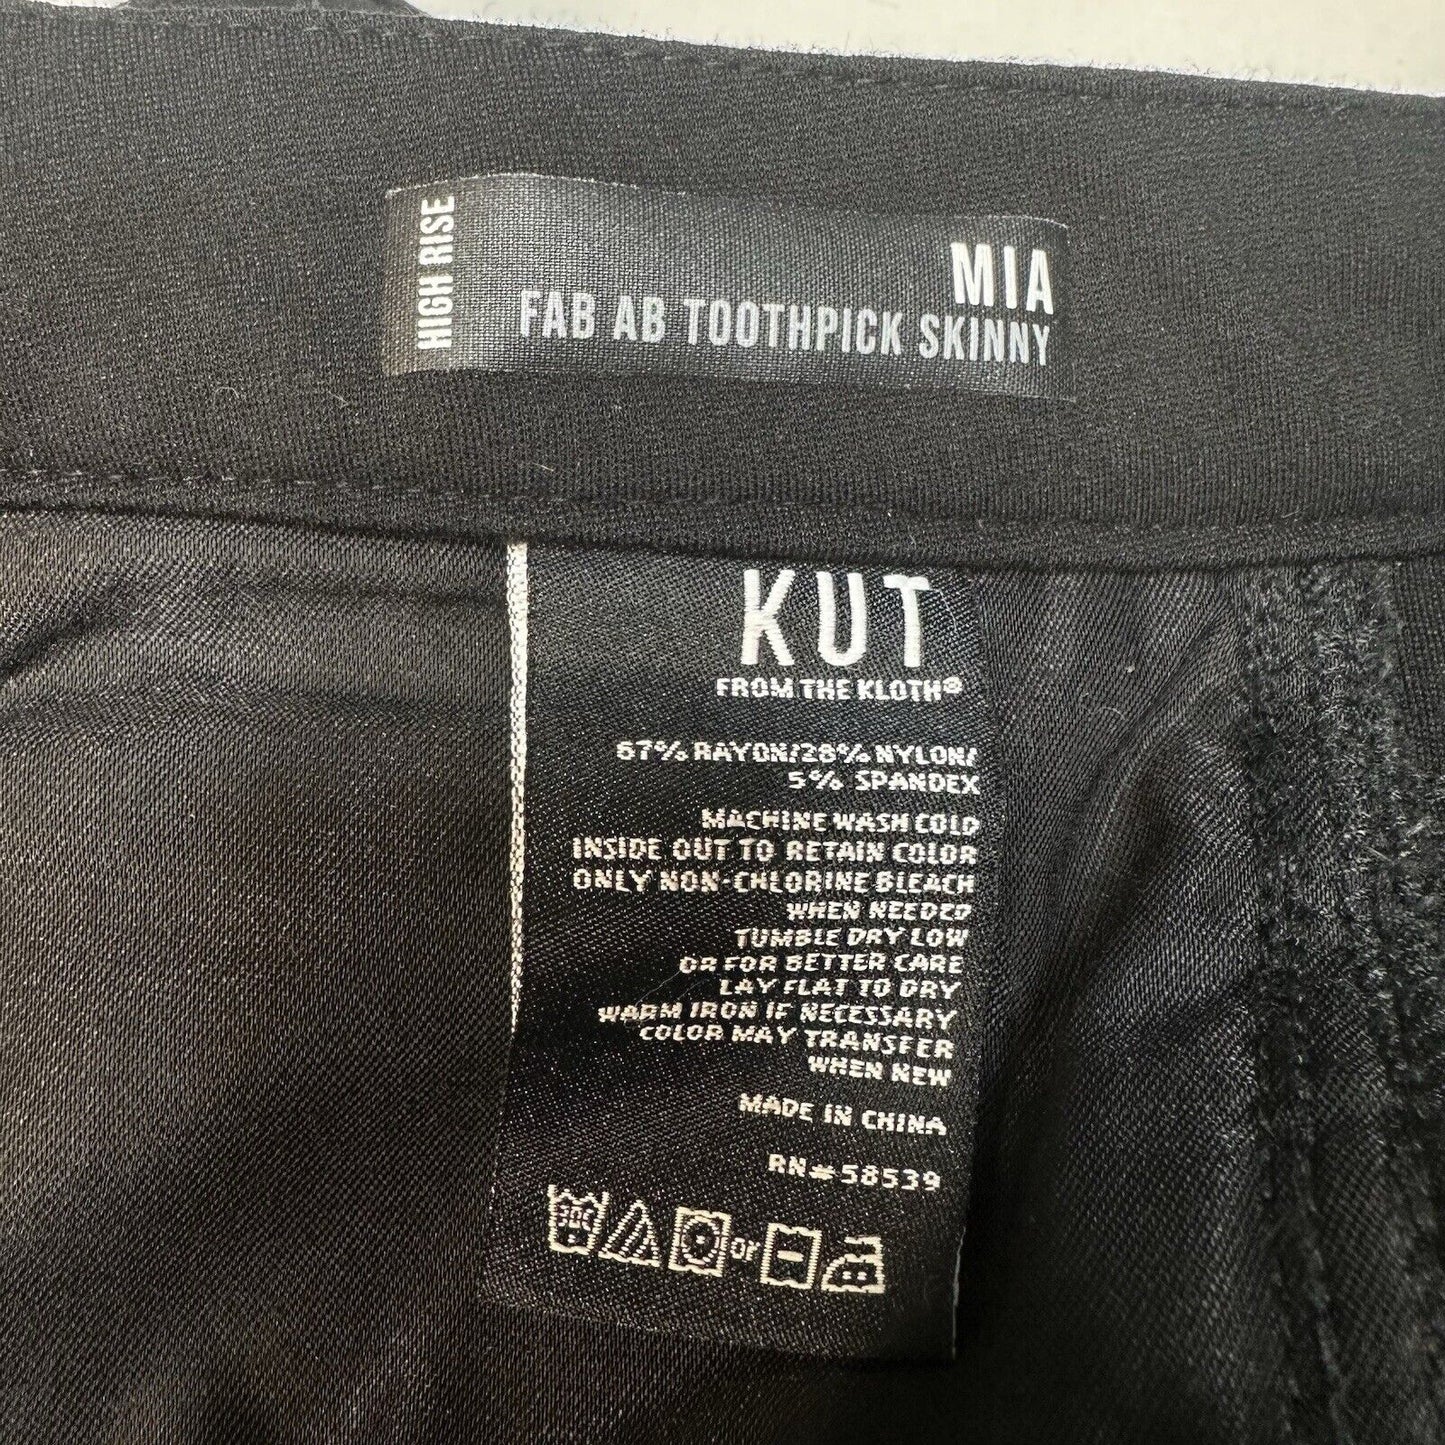 HIGH RISE
MIA
FAB AB TOOTHPICK SKINNY
KUT
FROM THE KLOTH®
67% RAYON/28% NYLON/
5% SPANDEX
MACHINE WASH COLD
INSIDE OUT TO RETAIN COLOR
ONLY NON-CHLORINE BLEACH
WHEN NEEDED
TUMBLE DRY LOW
OR FOR BETTER CARE
LAY FLAT TO DRY
WARM IRON IF NECESSARY
COLOR MAY TRANSFER
WHEN NEW
MADE IN CHINA
RN#58539
30C or